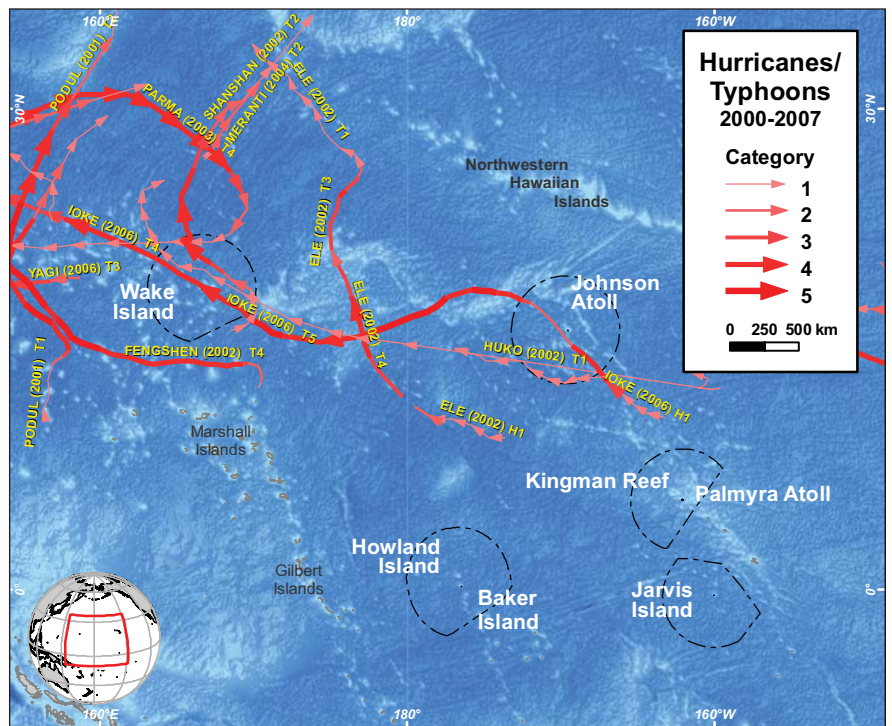 160°E
180°
160°W
Hurricanes/
Typhoons
2000-2007
Category
1
2
3
4
5
0 250 500 km
30°N
30°N
PODUL (2001) T
PARMA (2003) T4
SHANSHAN (2002) T2
MERANTI (2004) T2
ELE (2002) T1
Northwestern
Hawaiian
Islands
IOKE (2006) T4
ELE (2002) T3
YAGI (2006) T3
Wake
Island
IOKE (2006) T5
ELE (2002) T4
Johnson
Atoll
HUKO (2002) T1
IOKE (2006) H1
FENGSHEN (2002) T4
PODUL (2001) T1
ELE (2002) H1
Marshall
Islands
Kingman Reef
Palmyra Atoll
Howland
Island
Gilbert
Islands
Baker
Island
Jarvis
Island
0°
0°
160°E
180°
160°W